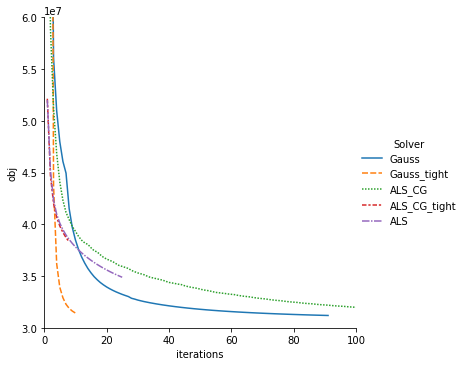 1e7
6.0
5.5
5.0
4.5
4.0
3.5
3.0
obj
0 20 40 60 80 100
iterations
Solver
Gauss
Gauss_tight
ALS_CG
ALS_CG_tight
ALS